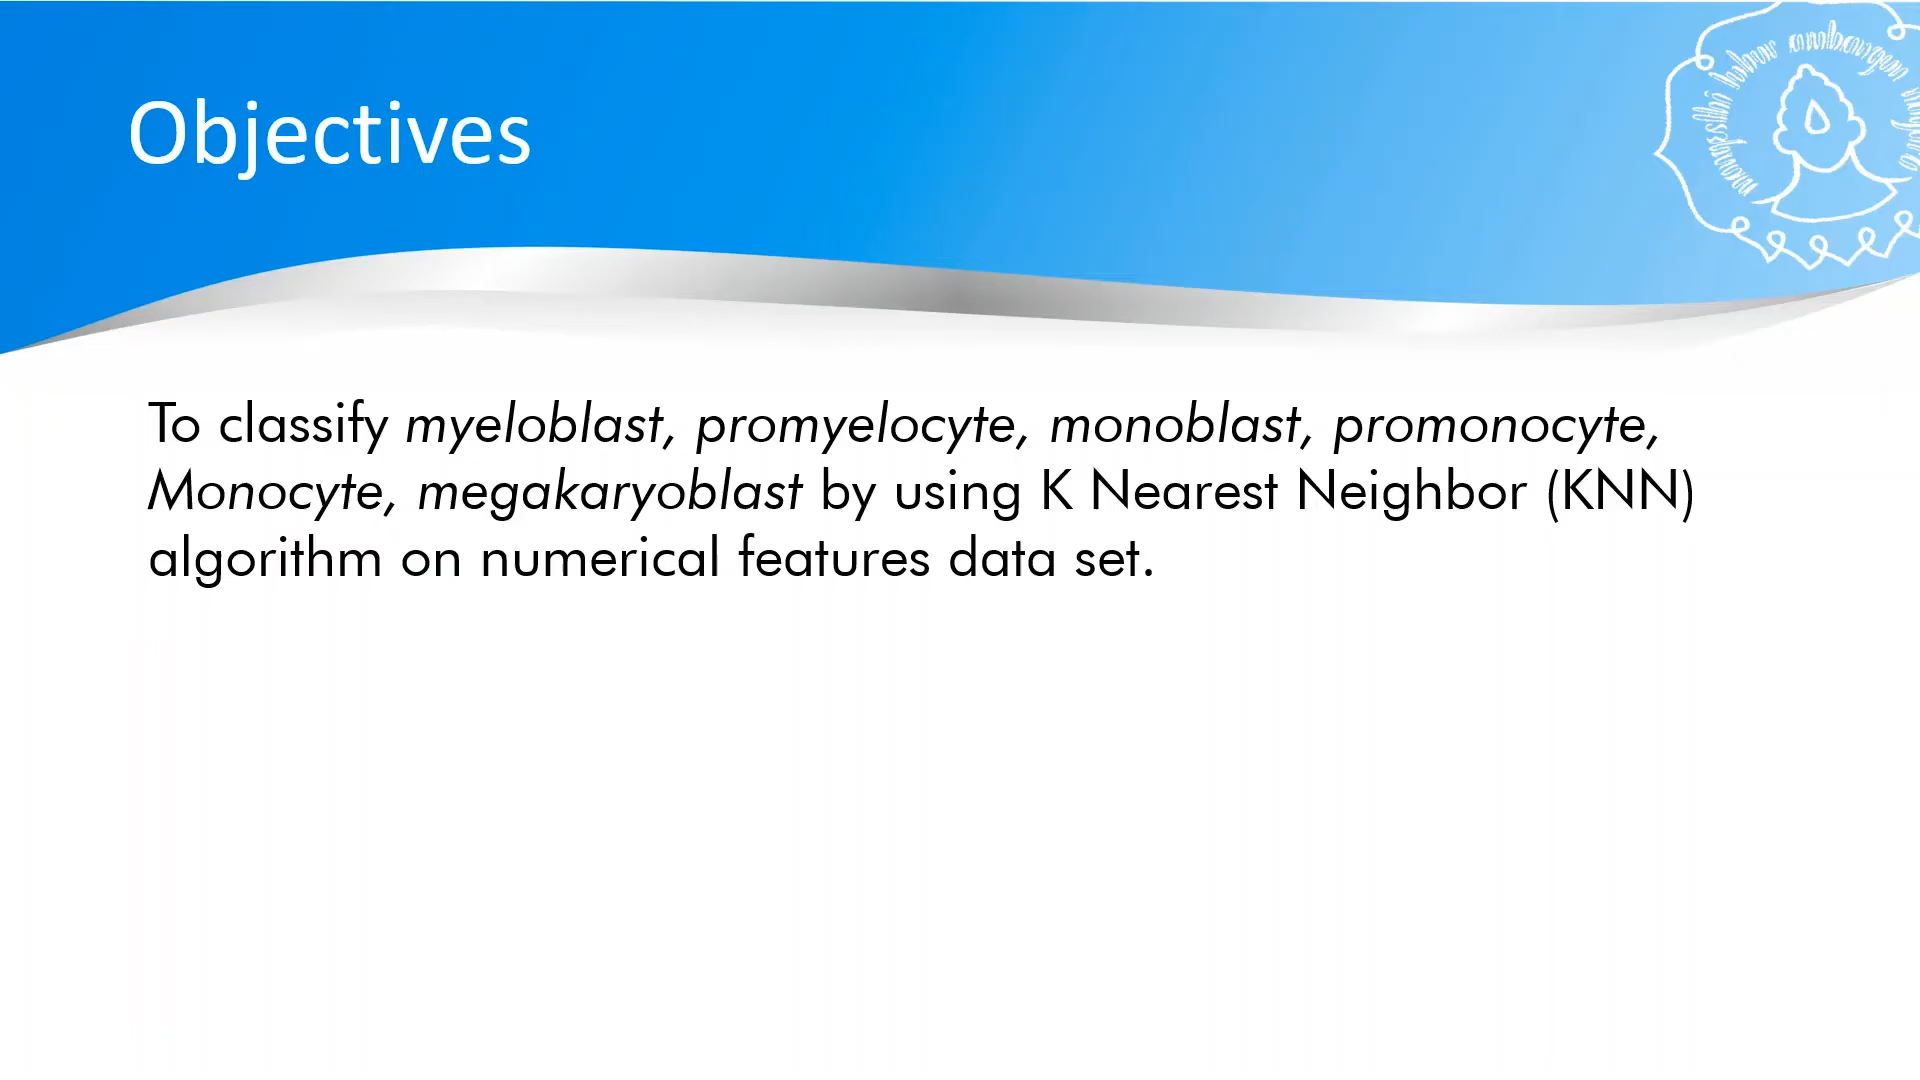 Objectives
To classify myeloblast, promyelocyte, monoblast, promonocyte,
Monocyte, megakaryoblast by using K Nearest Neighbor (KNN)
algorithm on numerical features data set.